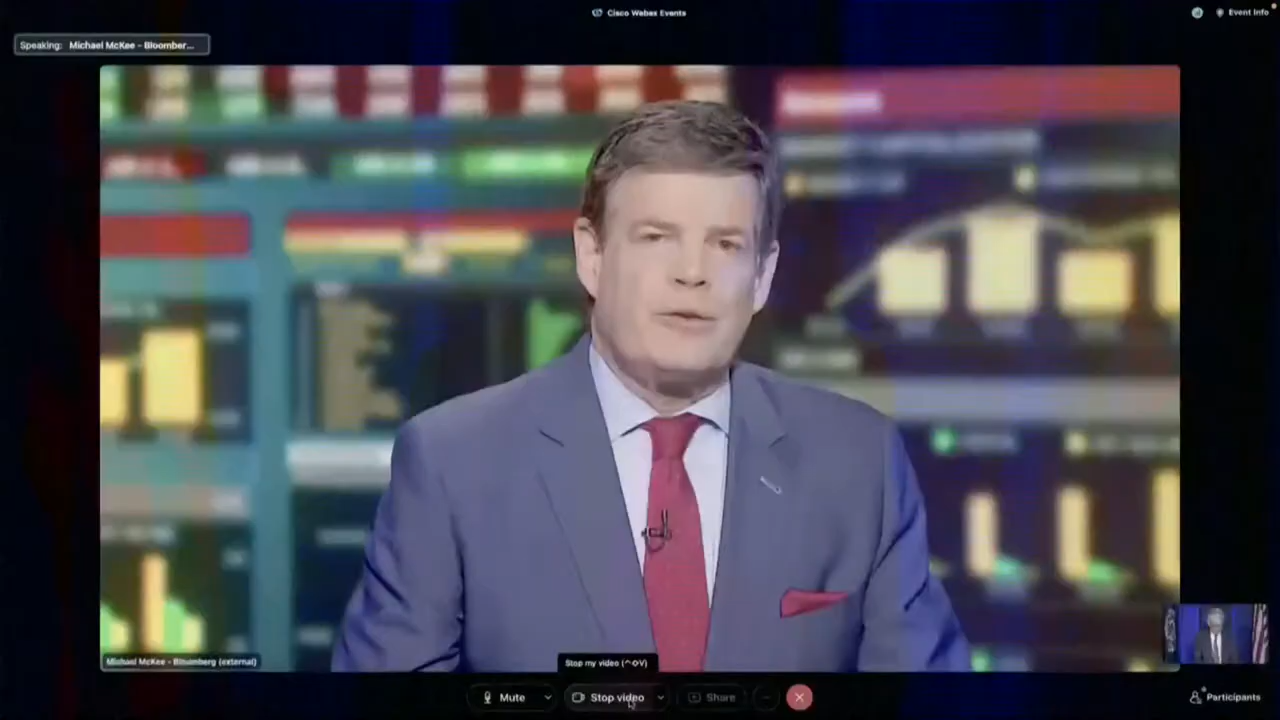 Cisco Webex Events
Event Info
Speaking: Michael McKee - Bloomber...
Michael McKee - Bloomberg (external)
Stop my video (^⇧V)
Mute
Stop video
Share
Participants